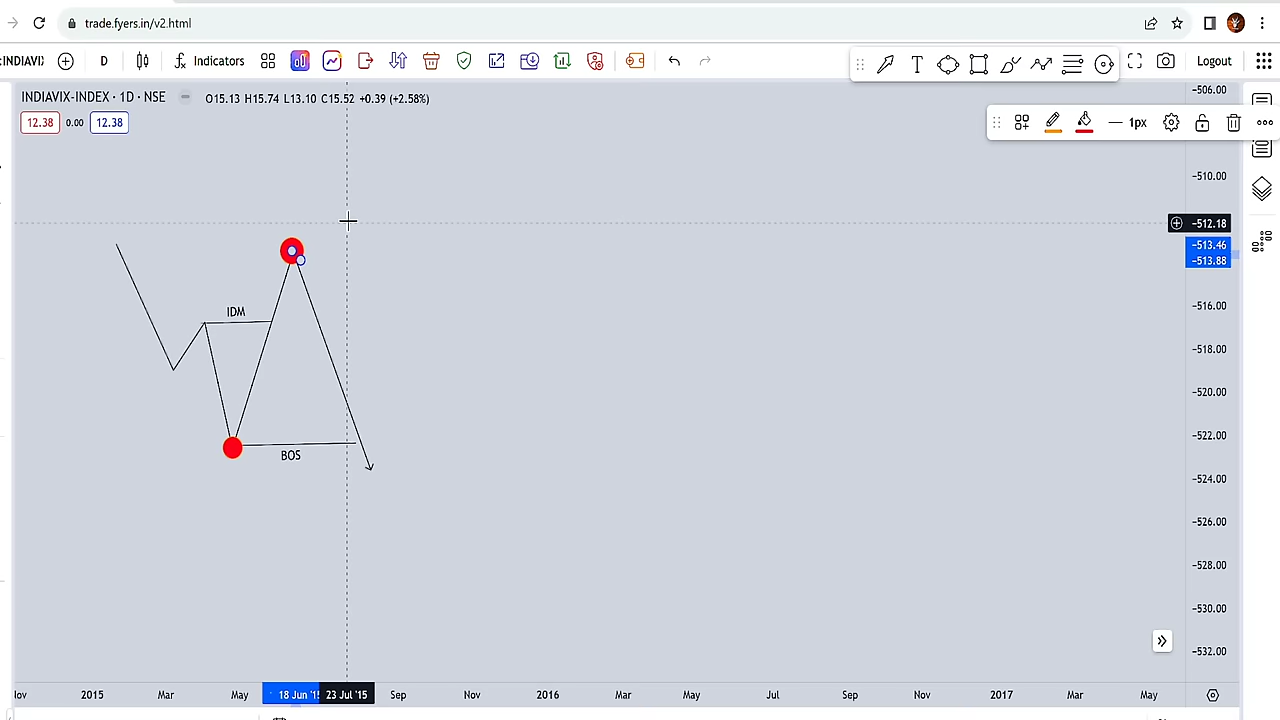 trade.fyers.in/v2.html
:INDIAVIX
D
Indicators
Logout
INDIAVIX-INDEX · 1D · NSE
O15.13 H15.74 L13.10 C15.52 +0.39 (+2.58%)
12.38 0.00 12.38
1px
−506.00
−510.00
−512.18
−513.46
−513.88
−516.00
−518.00
−520.00
−522.00
−524.00
−526.00
−528.00
−530.00
−532.00
IDM
BOS
2015 Mar May 18 Jun '15 23 Jul '15 Sep Nov 2016 Mar May Jul Sep Nov 2017 Mar May